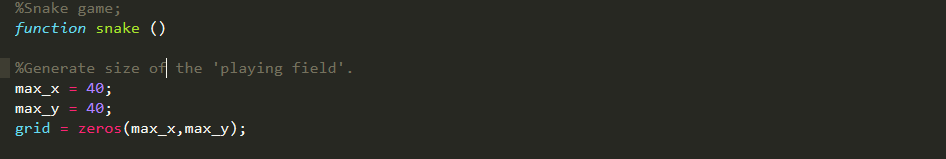 %Snake game;
function snake ()
%Generate size of the 'playing field'.
max_x = 40;
max_y = 40;
grid = zeros(max_x,max_y);